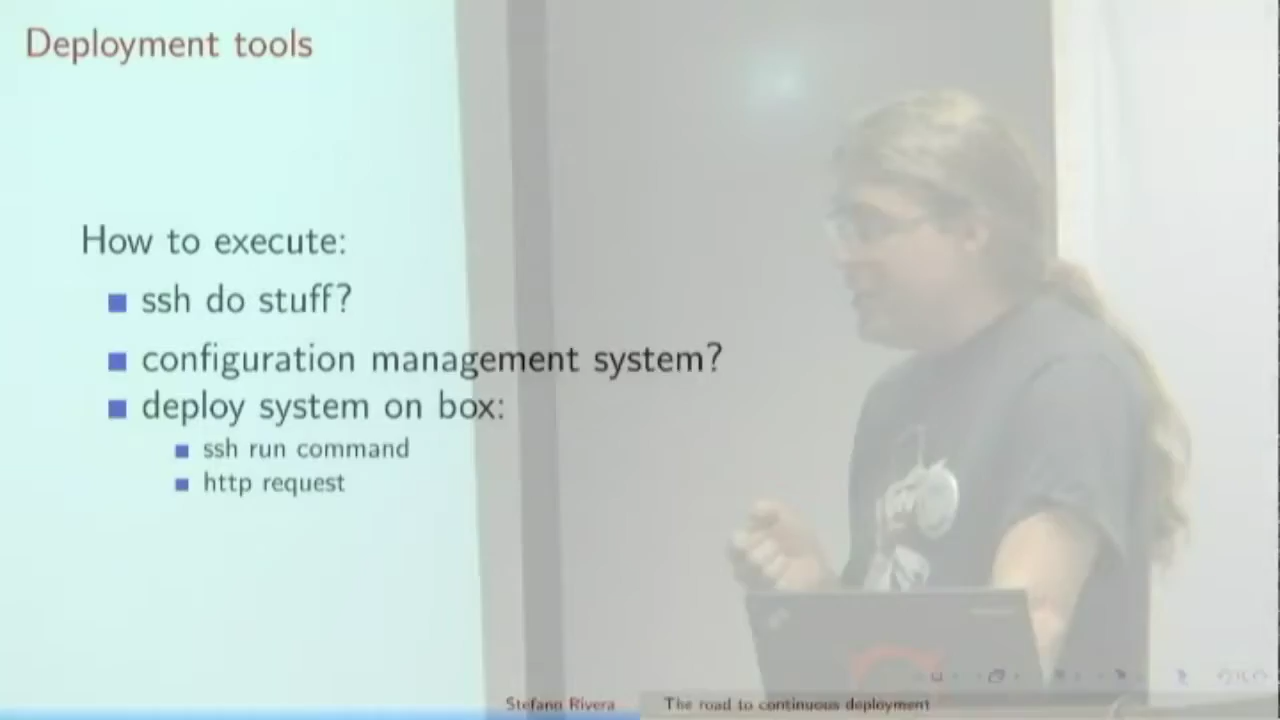 Deployment tools
How to execute:
ssh do stuff?
configuration management system?
deploy system on box:
ssh run command
http request
Stefano Rivera The road to continuous deployment